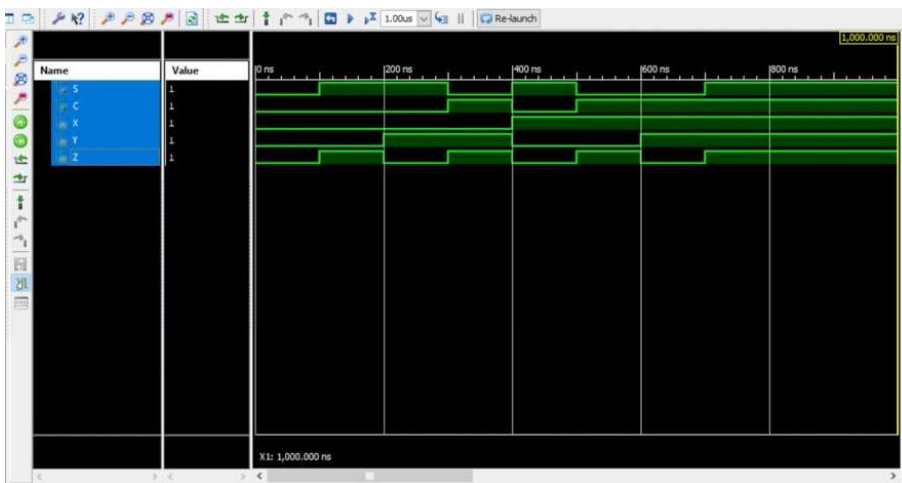 1.00us
Re-launch
1,000.000 ns
Name Value
0 ns 200 ns 400 ns 600 ns 800 ns
S 1
C 1
X 1
Y 1
Z 1
X1: 1,000.000 ns